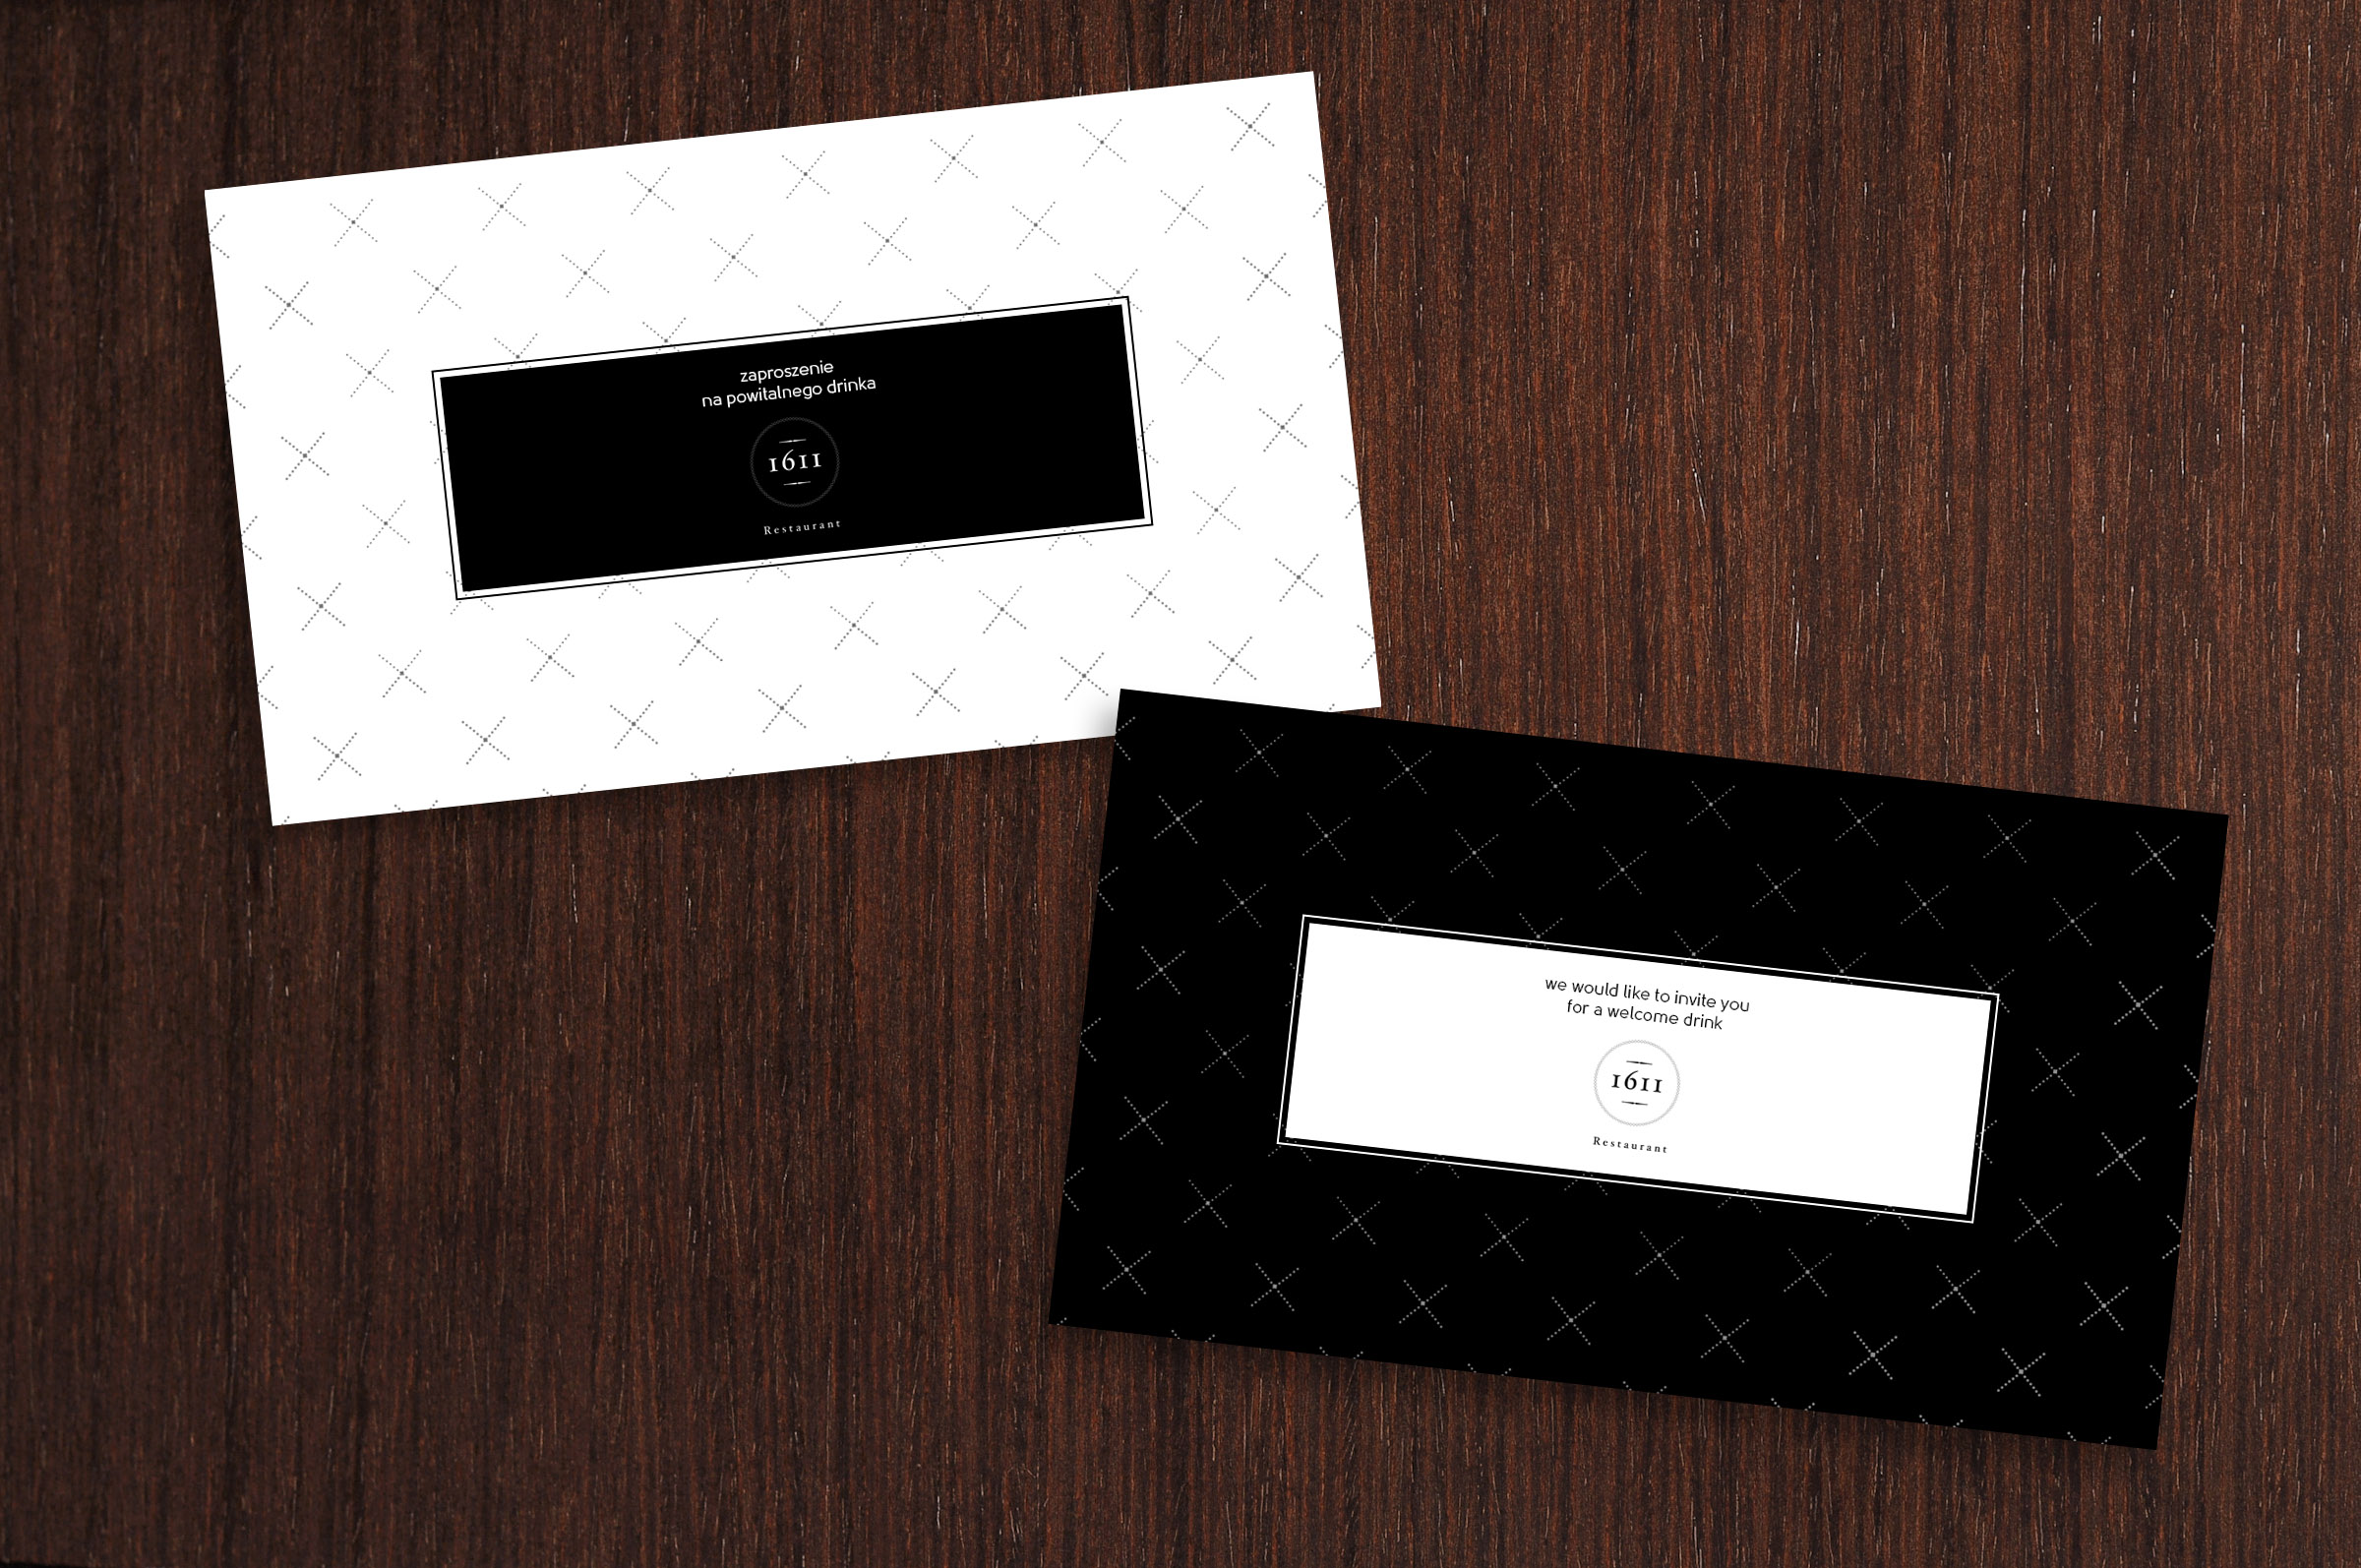 zaproszenie
na powitalnego drinka
1611
Restaurant
we would like to invite you
for a welcome drink
1611
Restaurant